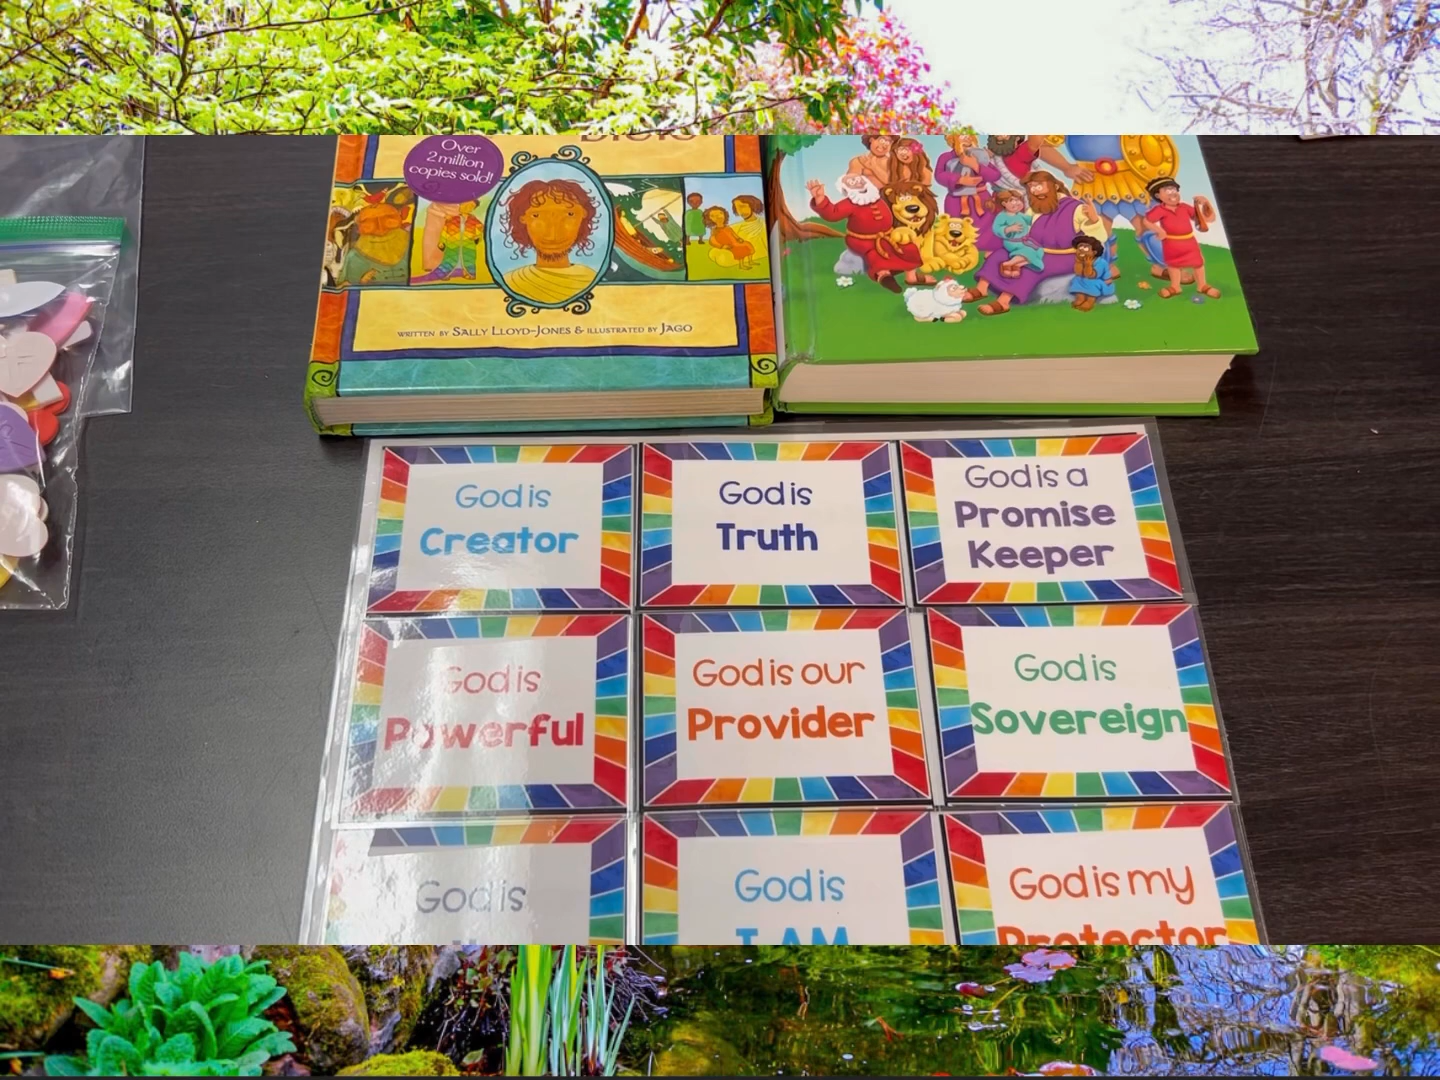 Over
2 million
copies sold!
WRITTEN BY SALLY LLOYD-JONES & ILLUSTRATED BY JAGO
God is
Creator
God is
Truth
God is a
Promise
Keeper
God is
Powerful
God is our
Provider
God is
Sovereign
God is
God is
I AM
God is my
Protector